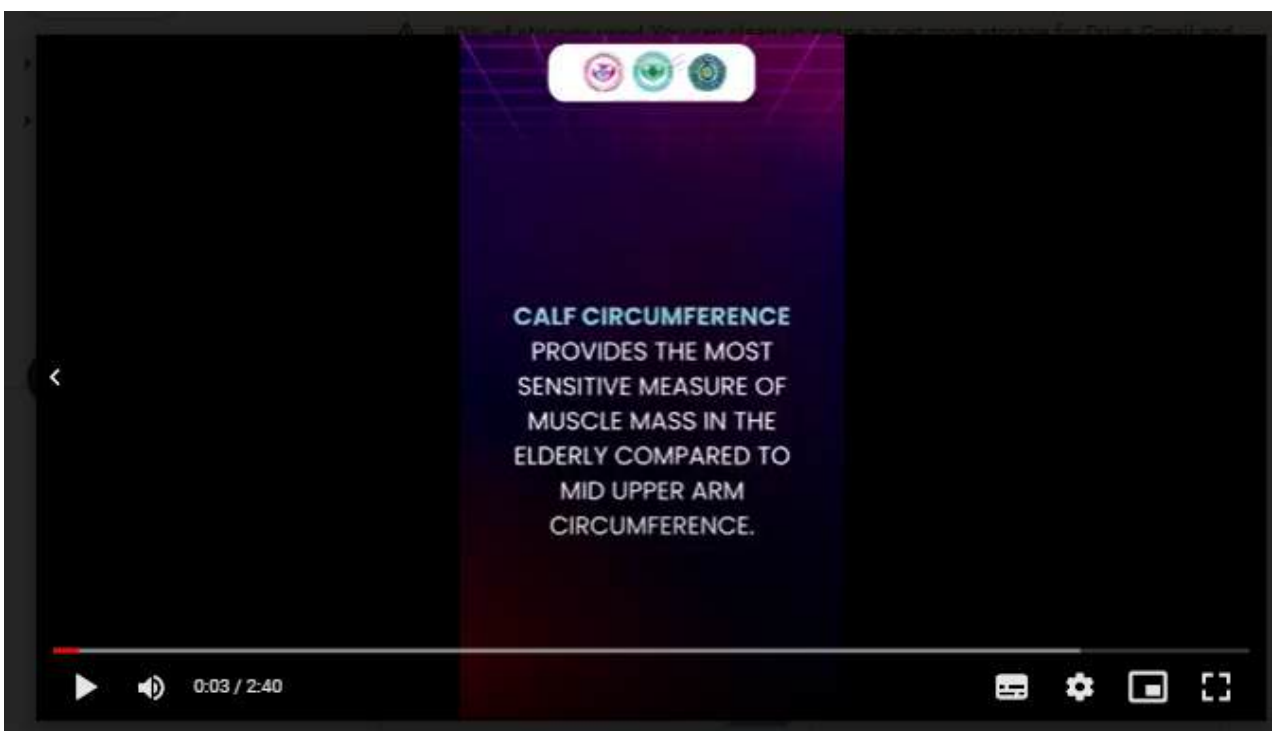 CALF CIRCUMFERENCE
PROVIDES THE MOST
SENSITIVE MEASURE OF
MUSCLE MASS IN THE
ELDERLY COMPARED TO
MID UPPER ARM
CIRCUMFERENCE.
0:03 / 2:40